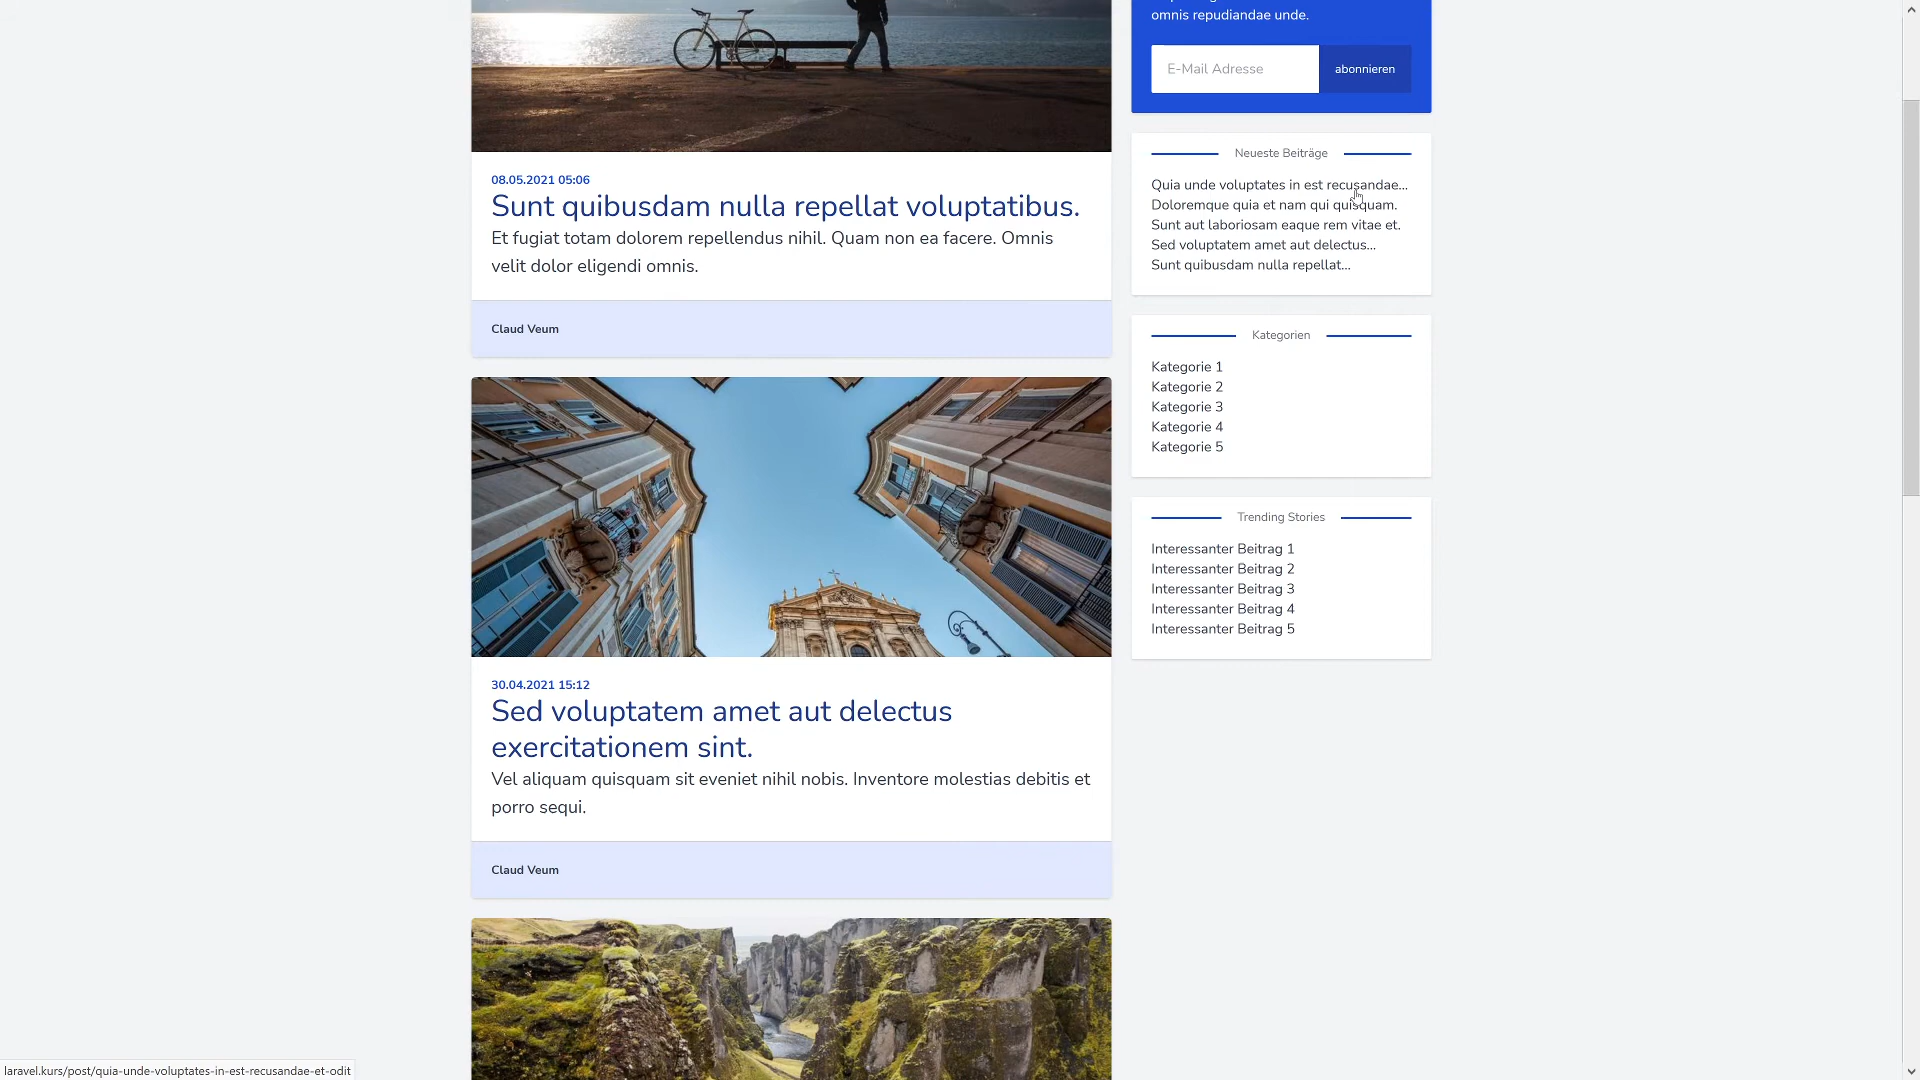 omnis repudiandae unde.
E-Mail Adresse
abonnieren
08.05.2021 05:06
Sunt quibusdam nulla repellat voluptatibus.
Et fugiat totam dolorem repellendus nihil. Quam non ea facere. Omnis
velit dolor eligendi omnis.
Claud Veum
30.04.2021 15:12
Sed voluptatem amet aut delectus
exercitationem sint.
Vel aliquam quisquam sit eveniet nihil nobis. Inventore molestias debitis et
porro sequi.
Claud Veum
Neueste Beiträge
Quia unde voluptates in est recusandae...
Doloremque quia et nam qui quisquam.
Sunt aut laboriosam eaque rem vitae et.
Sed voluptatem amet aut delectus...
Sunt quibusdam nulla repellat...
Kategorien
Kategorie 1
Kategorie 2
Kategorie 3
Kategorie 4
Kategorie 5
Trending Stories
Interessanter Beitrag 1
Interessanter Beitrag 2
Interessanter Beitrag 3
Interessanter Beitrag 4
Interessanter Beitrag 5
laravel.kurs/post/quia-unde-voluptates-in-est-recusandae-et-odit